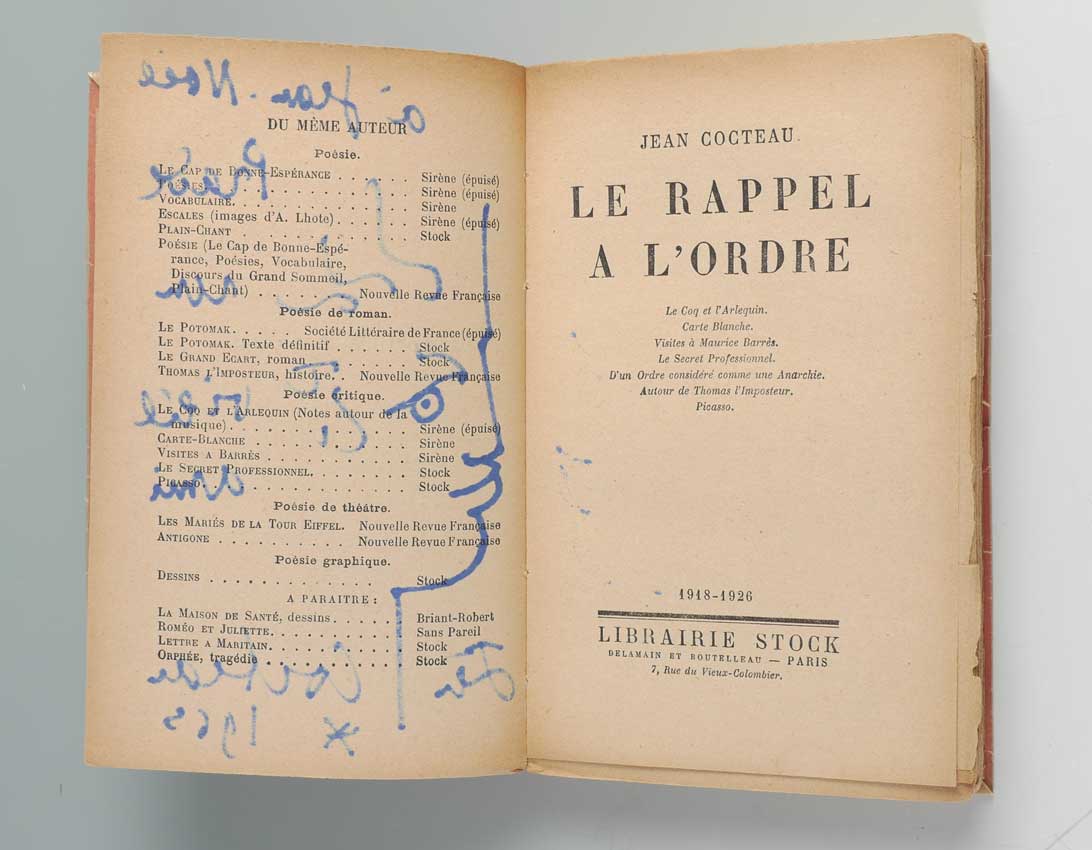 DU MÊME AUTEUR
Poésie.
LE CAP DE BONNE-ESPÉRANCE . . . . . . Sirène (épuisé)
POÉSIES. . . . . . . . . . . . . . . Sirène (épuisé)
VOCABULAIRE. . . . . . . . . . . . . Sirène
ESCALES (images d'A. Lhote) . . . . . . Sirène (épuisé)
PLAIN-CHANT . . . . . . . . . . . . Stock
POÉSIE (Le Cap de Bonne-Espé-
rance, Poésies, Vocabulaire,
Discours du Grand Sommeil,
Plain-Chant) . . . . . . . Nouvelle Revue Française
Poésie de roman.
LE POTOMAK. . . . . . Société Littéraire de France (épuisé)
LE POTOMAK. Texte définitif . . . . . . . Stock
LE GRAND ECART, roman . . . . . . . . Stock
THOMAS L'IMPOSTEUR, histoire. . Nouvelle Revue Française
Poésie critique.
LE COQ ET L'ARLEQUIN (Notes autour de la
musique) . . . . . . . . . . . . . Sirène (épuisé)
CARTE-BLANCHE . . . . . . . . . . . Sirène
VISITES A BARRÈS . . . . . . . . . . Sirène
LE SECRET PROFESSIONNEL. . . . . . . . Stock
PICASSO. . . . . . . . . . . . . . . Stock
Poésie de théâtre.
LES MARIÉS DE LA TOUR EIFFEL. Nouvelle Revue Française
ANTIGONE . . . . . . . . . . Nouvelle Revue Française
Poésie graphique.
DESSINS . . . . . . . . . . . . . Stock
A PARAITRE :
LA MAISON DE SANTÉ, dessins . . . . . Briant-Robert
ROMÉO ET JULIETTE. . . . . . . . . . Sans Pareil
LETTRE A MARITAIN. . . . . . . . . . Stock
ORPHÉE, tragédie . . . . . . . . . . Stock
à Jean-Noël
son
vieil
ami
Jean Cocteau
* 1963
JEAN COCTEAU
LE RAPPEL
A L'ORDRE
Le Coq et l'Arlequin.
Carte Blanche.
Visites à Maurice Barrès.
Le Secret Professionnel.
D'un Ordre considéré comme une Anarchie.
Autour de Thomas l'Imposteur.
Picasso.
1918-1926
LIBRAIRIE STOCK
DELAMAIN ET BOUTELLEAU — PARIS
7, Rue du Vieux-Colombier.